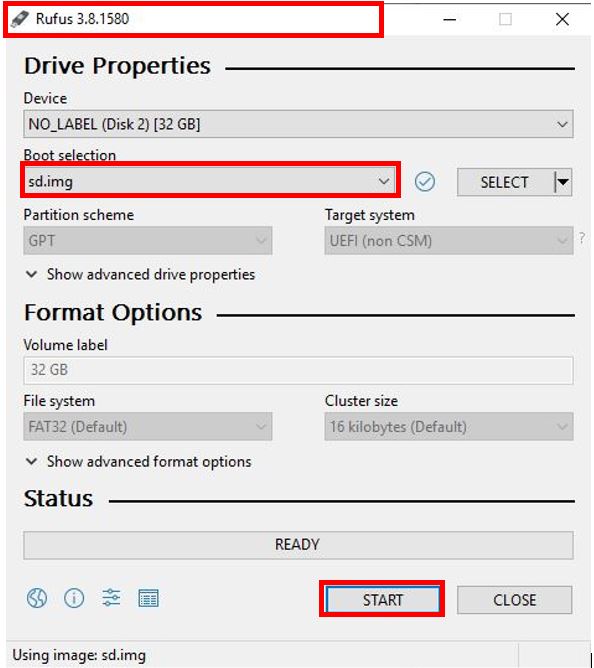 Rufus 3.8.1580
Drive Properties
Device
NO_LABEL (Disk 2) [32 GB]
Boot selection
sd.img
SELECT
Partition scheme Target system
GPT UEFI (non CSM) ?
Show advanced drive properties
Format Options
Volume label
32 GB
File system Cluster size
FAT32 (Default) 16 kilobytes (Default)
Show advanced format options
Status
READY
START CLOSE
Using image: sd.img